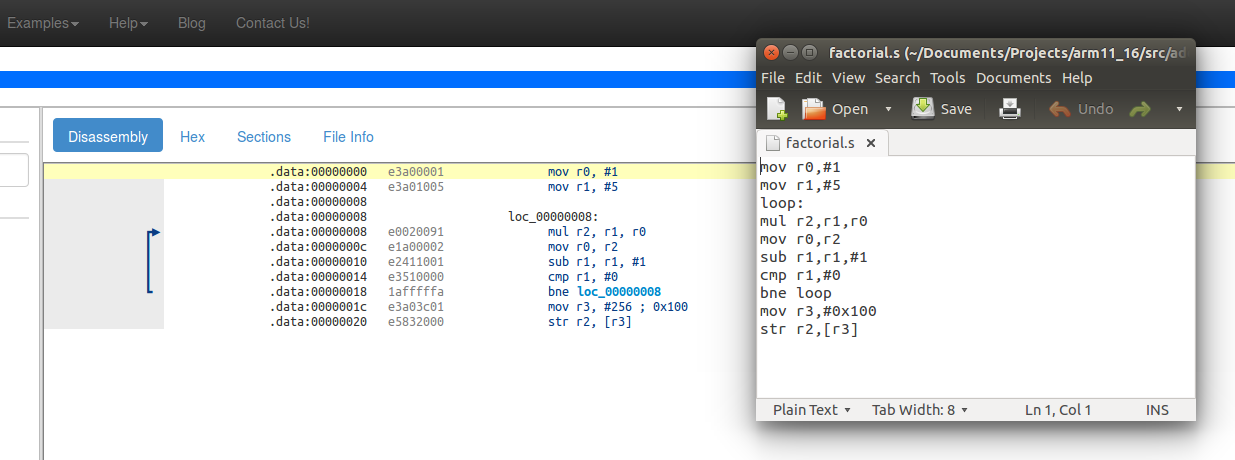 Examples Help Blog Contact Us!
Disassembly Hex Sections File Info
.data:00000000 e3a00001 mov r0, #1
.data:00000004 e3a01005 mov r1, #5
.data:00000008
.data:00000008 loc_00000008:
.data:00000008 e0020091 mul r2, r1, r0
.data:0000000c e1a00002 mov r0, r2
.data:00000010 e2411001 sub r1, r1, #1
.data:00000014 e3510000 cmp r1, #0
.data:00000018 1afffffa bne loc_00000008
.data:0000001c e3a03c01 mov r3, #256 ; 0x100
.data:00000020 e5832000 str r2, [r3]
factorial.s (~/Documents/Projects/arm11_16/src/ad
File Edit View Search Tools Documents Help
Open Save Undo
factorial.s
mov r0,#1
mov r1,#5
loop:
mul r2,r1,r0
mov r0,r2
sub r1,r1,#1
cmp r1,#0
bne loop
mov r3,#0x100
str r2,[r3]
Plain Text Tab Width: 8 Ln 1, Col 1 INS